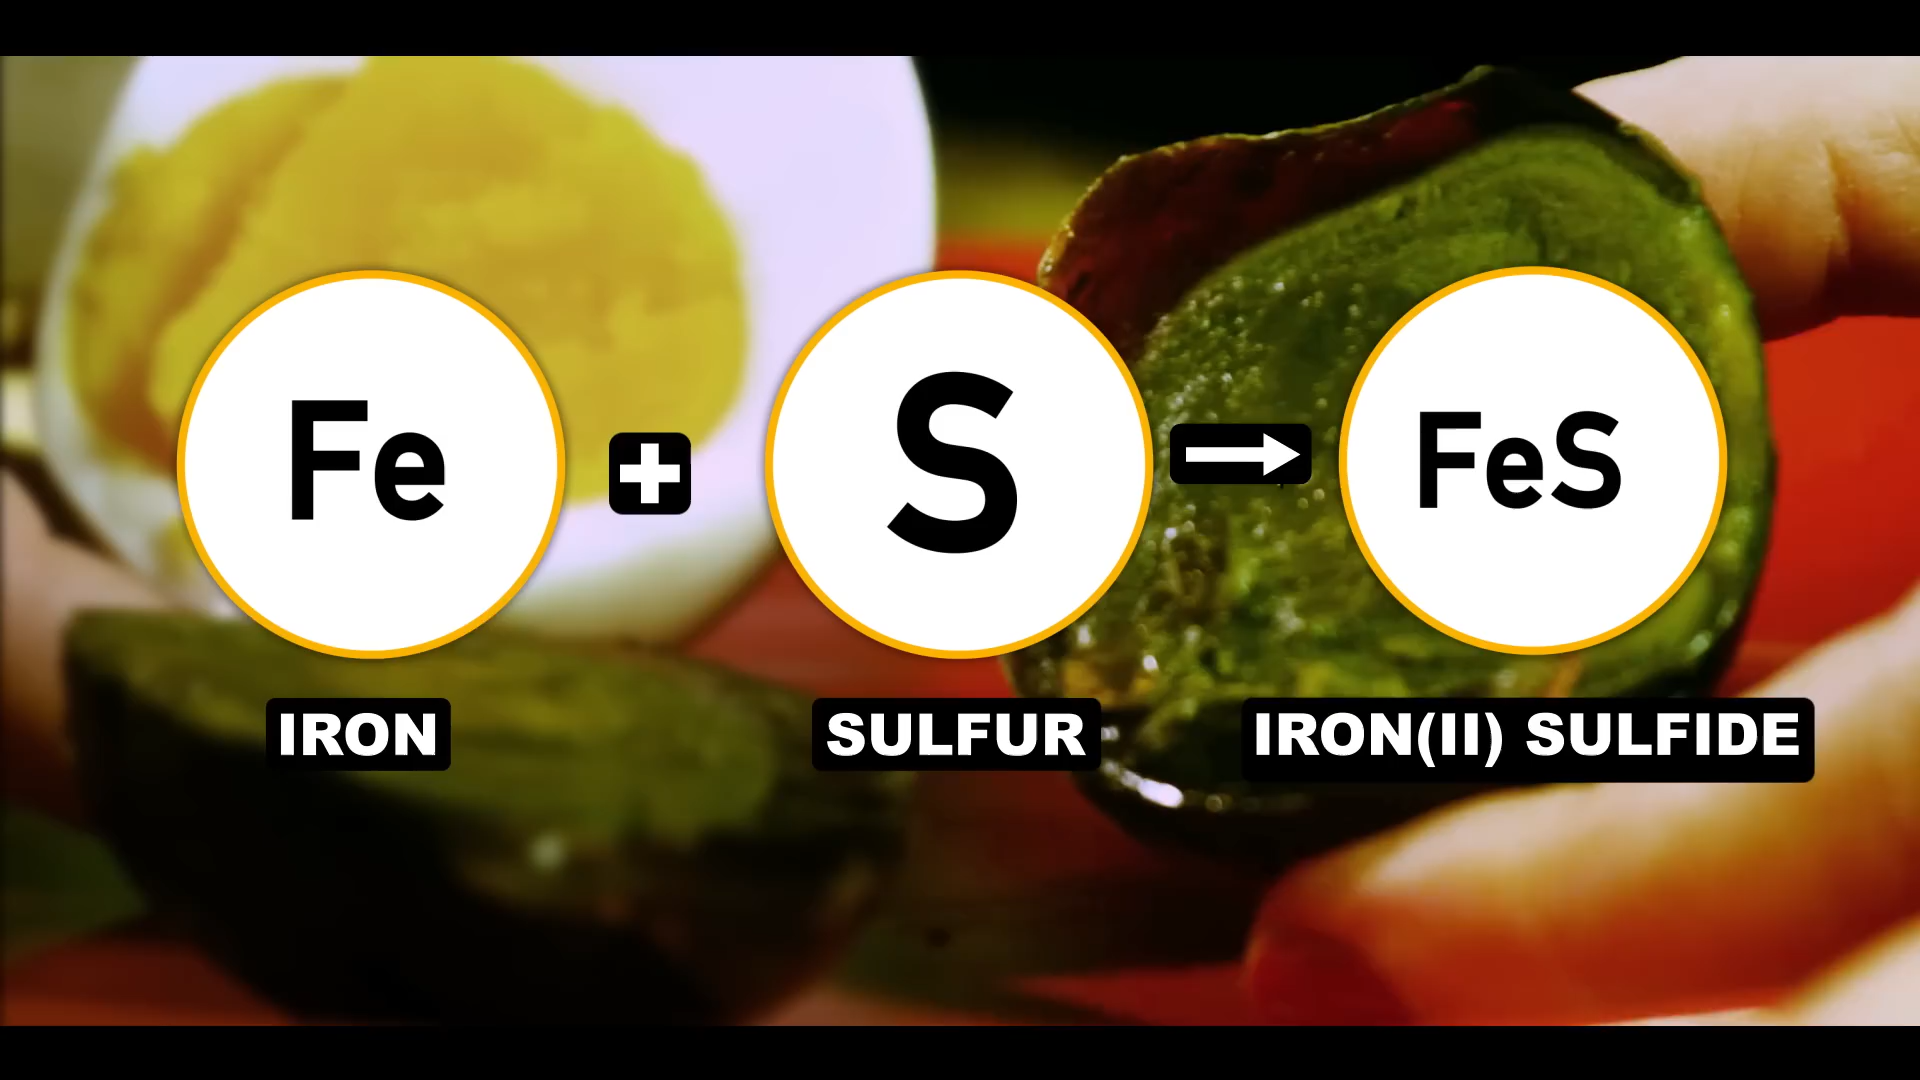 Fe + S → FeS
IRON SULFUR IRON(II) SULFIDE